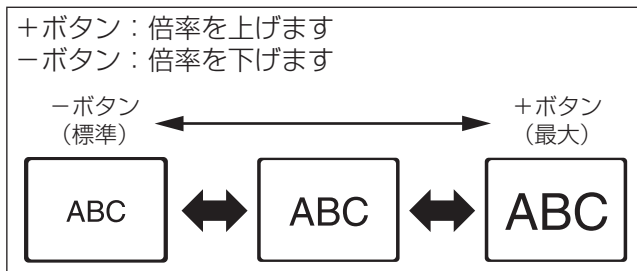 +ボタン：倍率を上げます
−ボタン：倍率を下げます
−ボタン
（標準）
+ボタン
（最大）
ABC
ABC
ABC